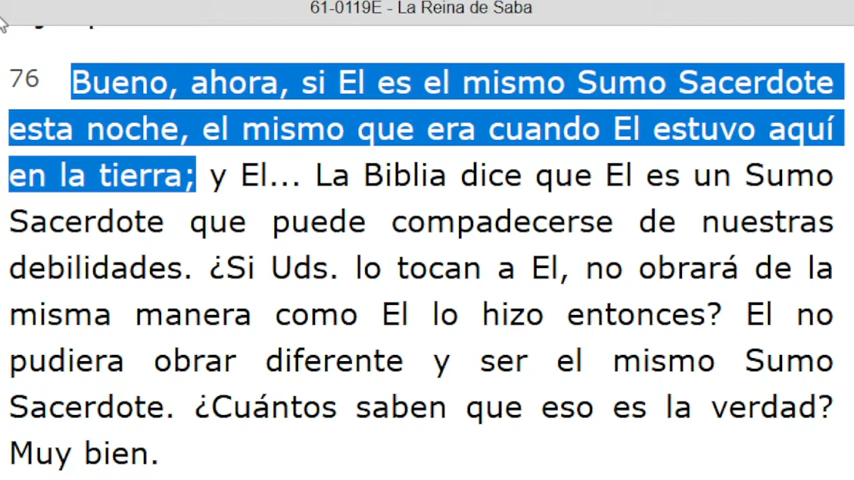 61-0119E - La Reina de Saba
76 Bueno, ahora, si El es el mismo Sumo Sacerdote
esta noche, el mismo que era cuando El estuvo aquí
en la tierra; y El... La Biblia dice que El es un Sumo
Sacerdote que puede compadecerse de nuestras
debilidades. ¿Si Uds. lo tocan a El, no obrará de la
misma manera como El lo hizo entonces? El no
pudiera obrar diferente y ser el mismo Sumo
Sacerdote. ¿Cuántos saben que eso es la verdad?
Muy bien.